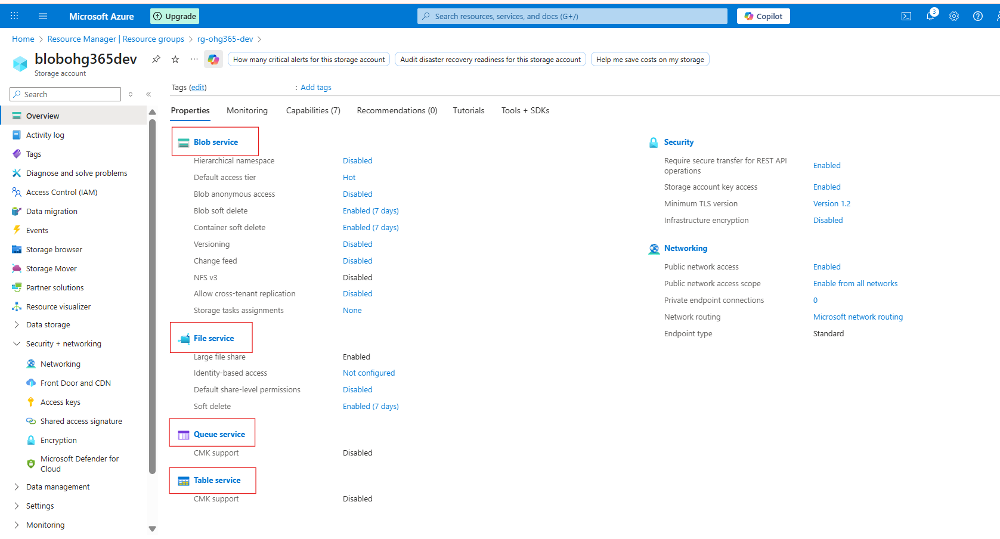 Microsoft Azure
Upgrade
Search resources, services, and docs (G+/)
Copilot
3
Home > Resource Manager | Resource groups > rg-ohg365-dev >
blobohg365dev
Storage account
How many critical alerts for this storage account
Audit disaster recovery readiness for this storage account
Help me save costs on my storage
Search
Overview
Activity log
Tags
Diagnose and solve problems
Access Control (IAM)
Data migration
Events
Storage browser
Storage Mover
Partner solutions
Resource visualizer
Data storage
Security + networking
Networking
Front Door and CDN
Access keys
Shared access signature
Encryption
Microsoft Defender for
Cloud
Data management
Settings
Monitoring
Tags (edit) : Add tags
Properties Monitoring Capabilities (7) Recommendations (0) Tutorials Tools + SDKs
Blob service
Hierarchical namespace Disabled
Default access tier Hot
Blob anonymous access Disabled
Blob soft delete Enabled (7 days)
Container soft delete Enabled (7 days)
Versioning Disabled
Change feed Disabled
NFS v3 Disabled
Allow cross-tenant replication Disabled
Storage tasks assignments None
File service
Large file share Enabled
Identity-based access Not configured
Default share-level permissions Disabled
Soft delete Enabled (7 days)
Queue service
CMK support Disabled
Table service
CMK support Disabled
Security
Require secure transfer for REST API
operations Enabled
Storage account key access Enabled
Minimum TLS version Version 1.2
Infrastructure encryption Disabled
Networking
Public network access Enabled
Public network access scope Enable from all networks
Private endpoint connections 0
Network routing Microsoft network routing
Endpoint type Standard